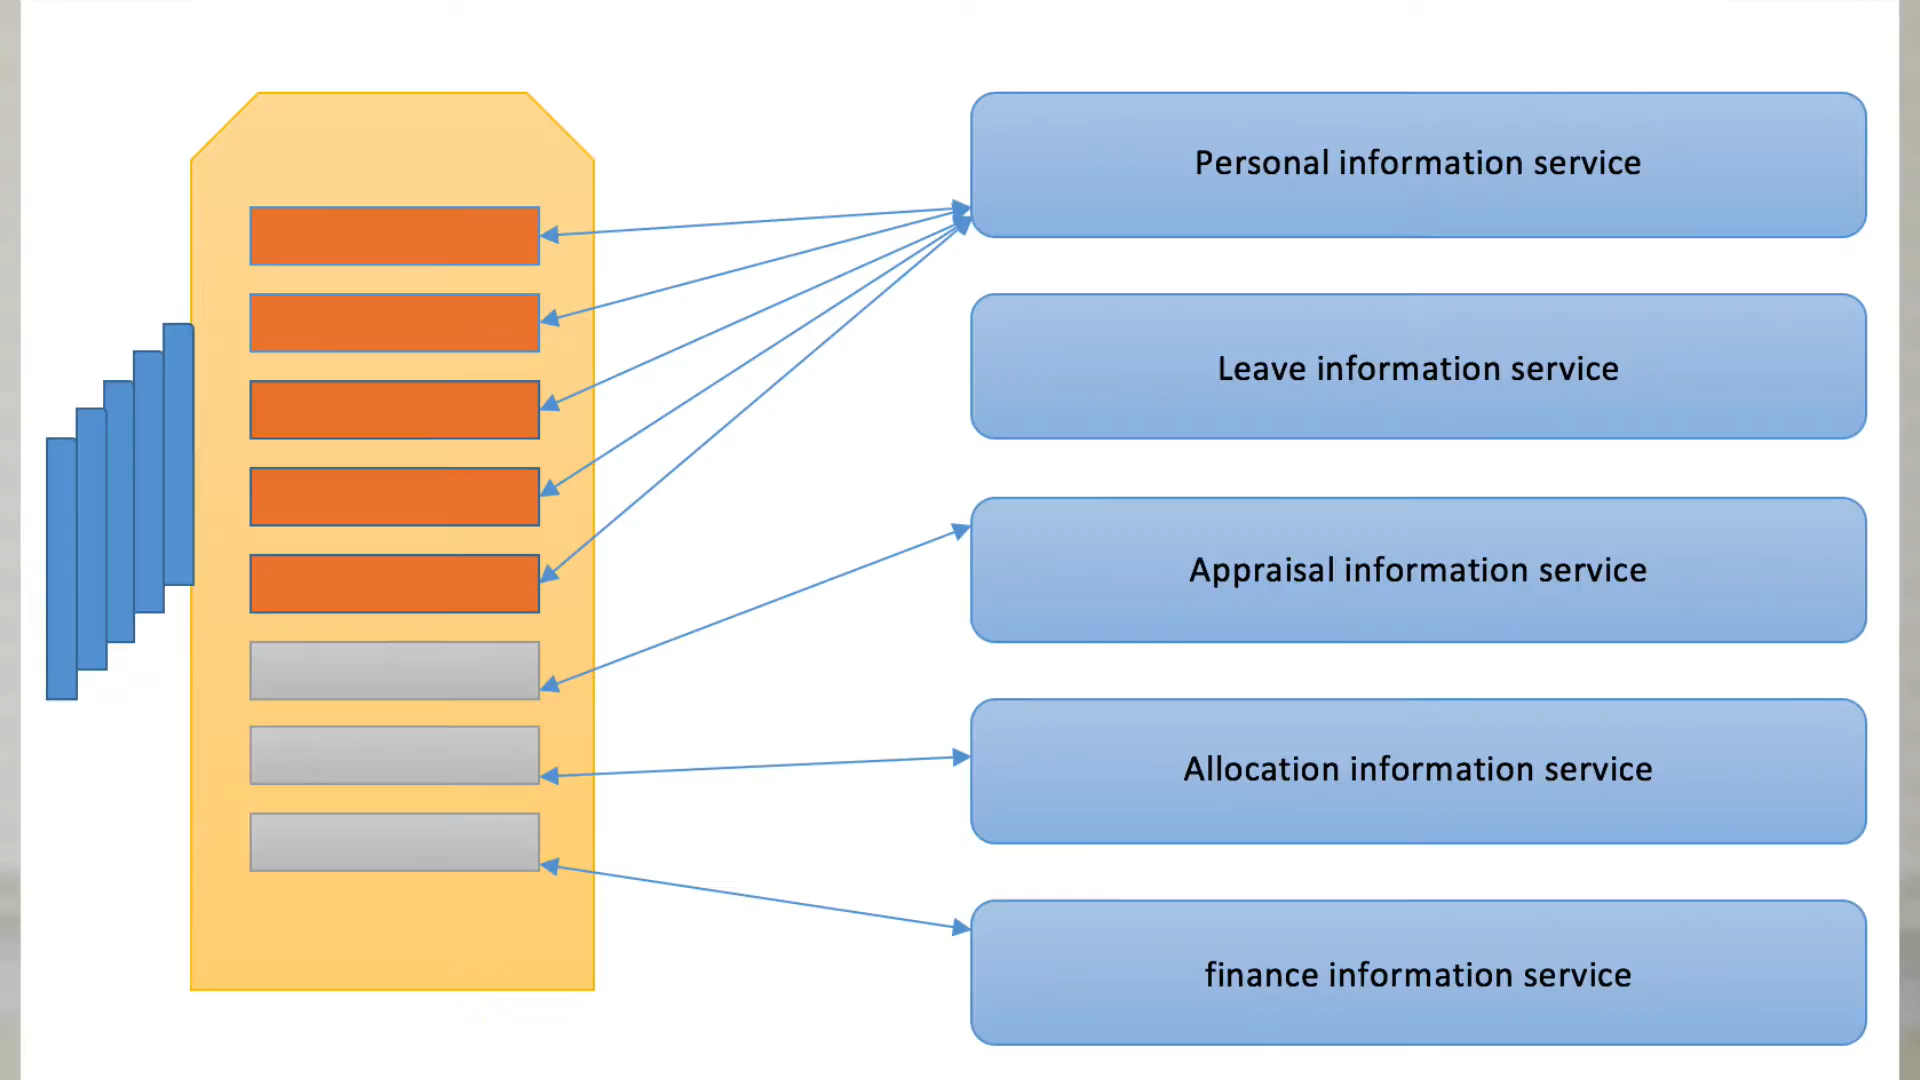 Personal information service
Leave information service
Appraisal information service
Allocation information service
finance information service